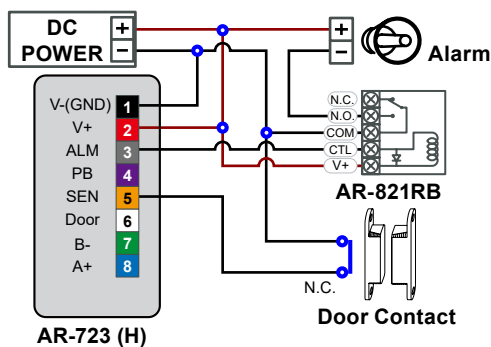 DC
POWER
+
−
+
−
Alarm
V-(GND) 1
V+ 2
ALM 3
PB 4
SEN 5
Door 6
B- 7
A+ 8
AR-723 (H)
N.C.
N.O.
COM
CTL
V+
AR-821RB
N.C.
Door Contact